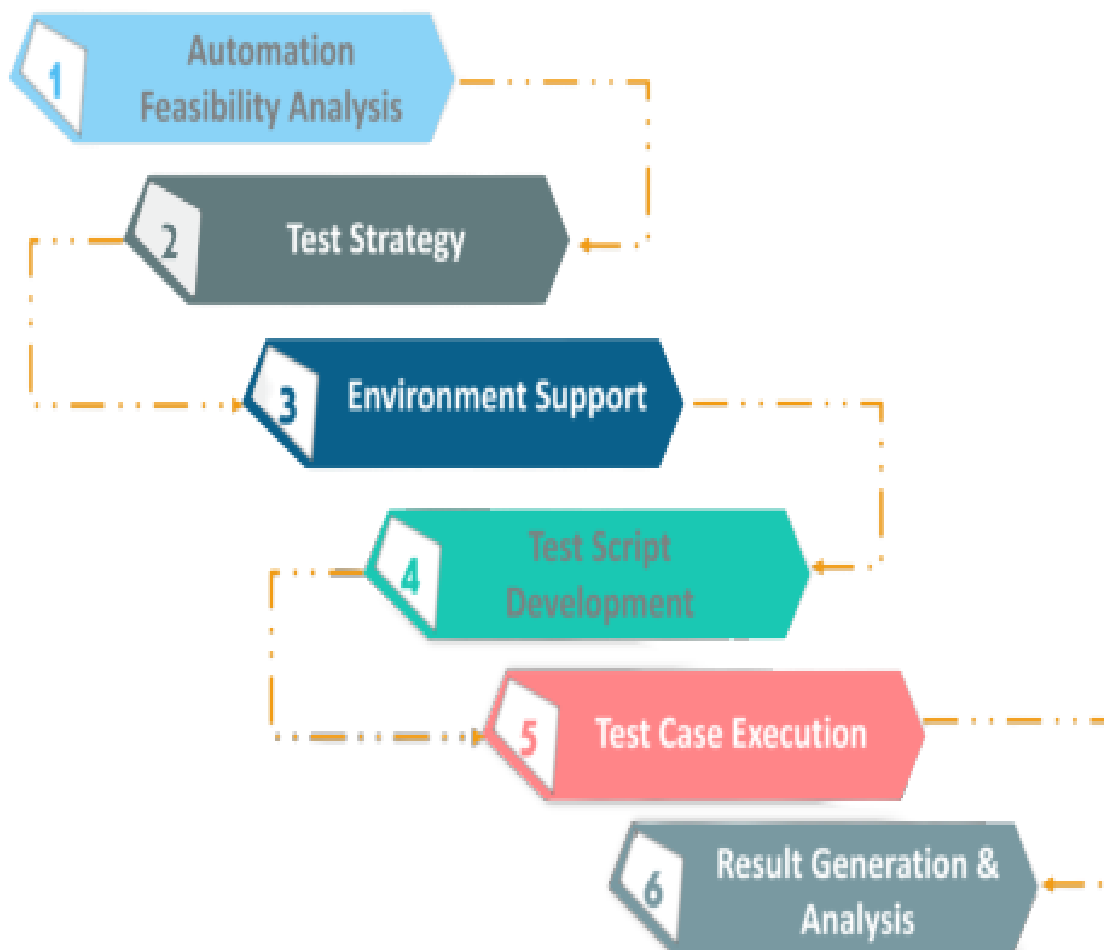 1
Automation
Feasibility Analysis
2
Test Strategy
3
Environment Support
4
Test Script
Development
5
Test Case Execution
6
Result Generation &
Analysis